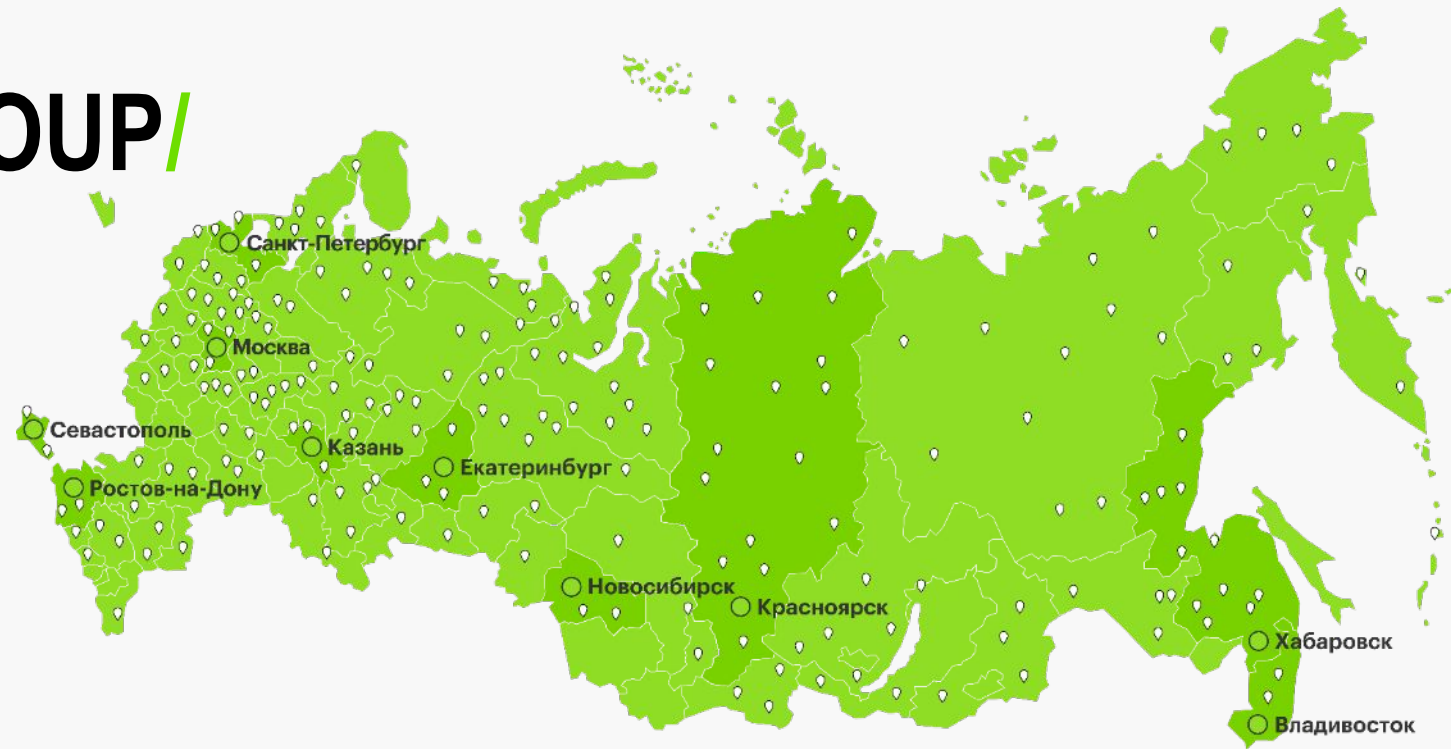 OUP/
Санкт-Петербург
Москва
Севастополь
Казань
Екатеринбург
Ростов-на-Дону
Новосибирск
Красноярск
Хабаровск
Владивосток